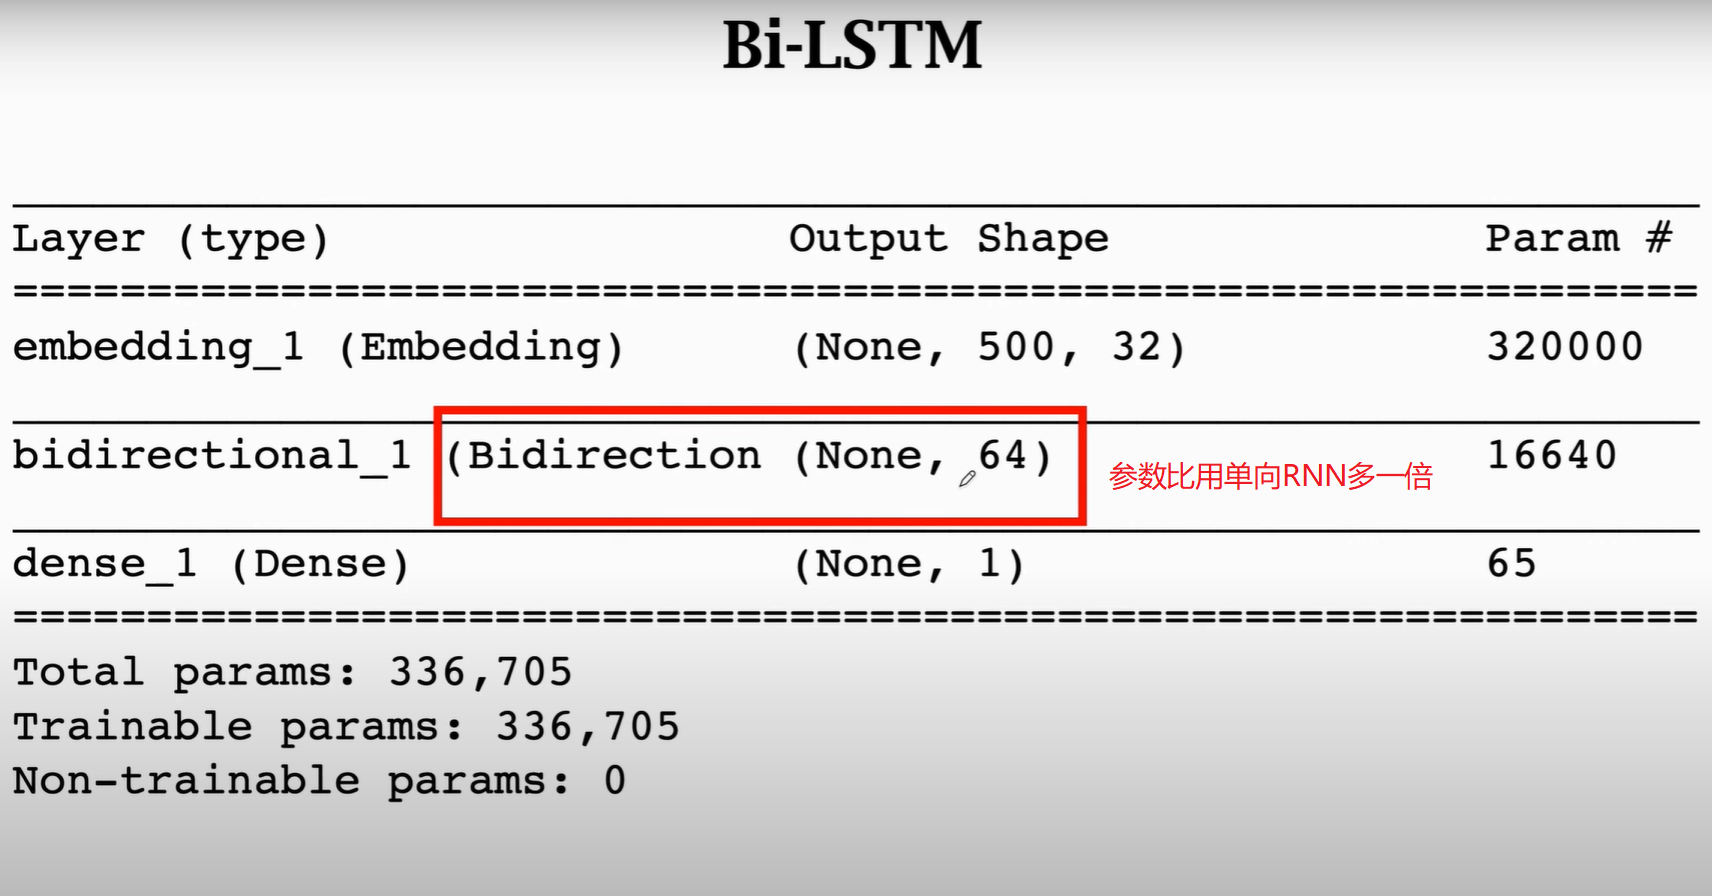 Bi-LSTM
Layer (type) Output Shape Param #
=================================================================
embedding_1 (Embedding) (None, 500, 32) 320000
bidirectional_1 (Bidirection (None, 64) 16640
参数比用单向RNN多一倍
dense_1 (Dense) (None, 1) 65
=================================================================
Total params: 336,705
Trainable params: 336,705
Non-trainable params: 0